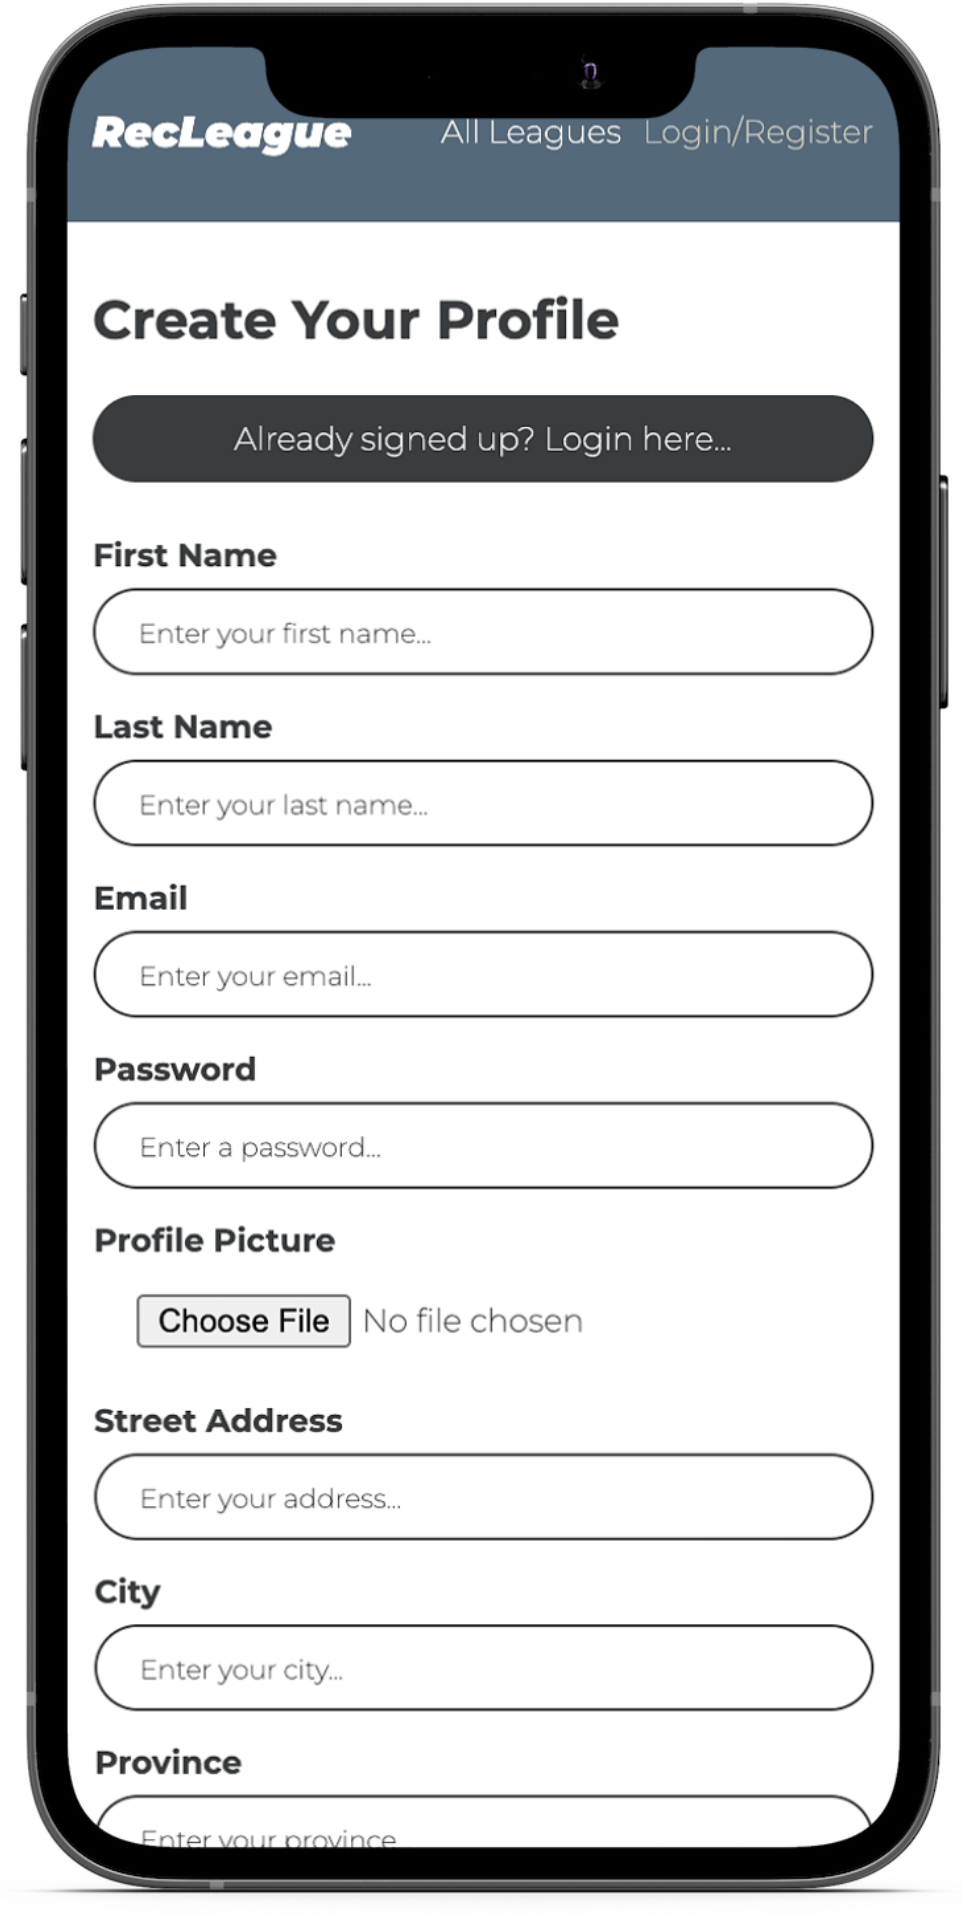 RecLeague All Leagues Login/Register
Create Your Profile
Already signed up? Login here...
First Name
Enter your first name...
Last Name
Enter your last name...
Email
Enter your email...
Password
Enter a password...
Profile Picture
Choose File No file chosen
Street Address
Enter your address...
City
Enter your city...
Province
Enter your province